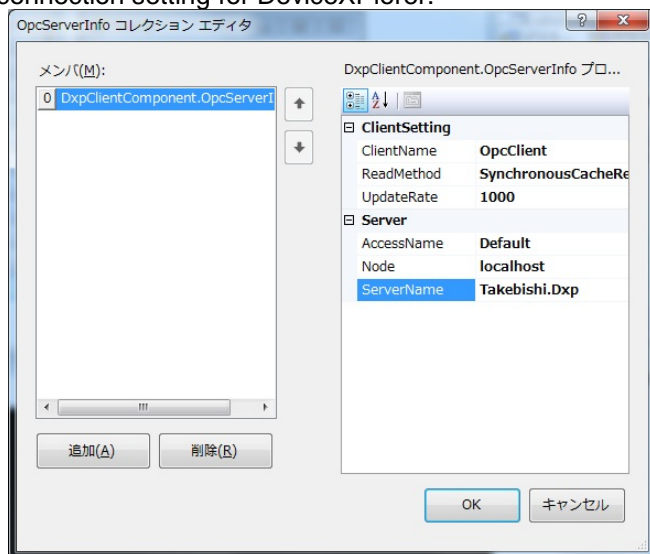 connection setting for DeviceXPlorer.
OpcServerInfo コレクション エディタ
メンバ(M):
0 DxpClientComponent.OpcServerI
追加(A)
削除(R)
DxpClientComponent.OpcServerInfo プロ...
ClientSetting
ClientName OpcClient
ReadMethod SynchronousCacheRe
UpdateRate 1000
Server
AccessName Default
Node localhost
ServerName Takebishi.Dxp
OK
キャンセル